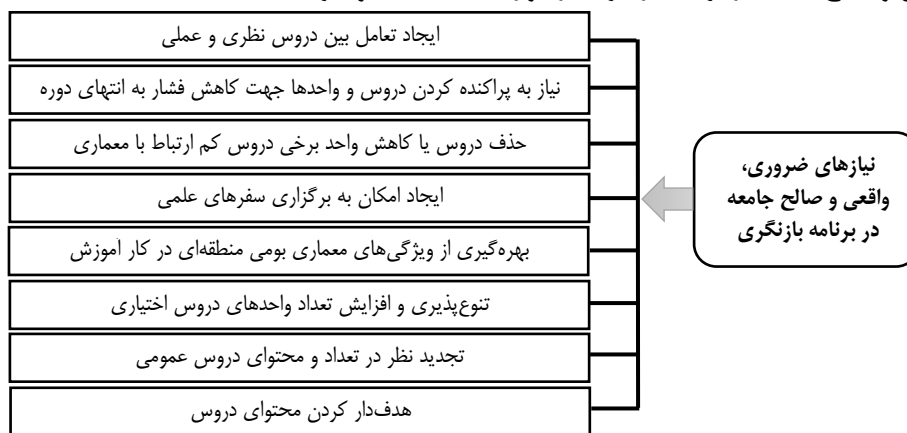 ایجاد تعامل بین دروس نظری و عملی
نیاز به پراکنده کردن دروس و واحدها جهت کاهش فشار به انتهای دوره
حذف دروس یا کاهش واحد برخی دروس کم ارتباط با معماری
ایجاد امکان به برگزاری سفرهای علمی
بهره‌گیری از ویژگی‌های معماری بومی منطقه‌ای در کار آموزش
تنوع‌پذیری و افزایش تعداد واحدهای دروس اختیاری
تجدید نظر در تعداد و محتوای دروس عمومی
هدف‌دار کردن محتوای دروس
نیازهای ضروری،
واقعی و صالح جامعه
در برنامه بازنگری